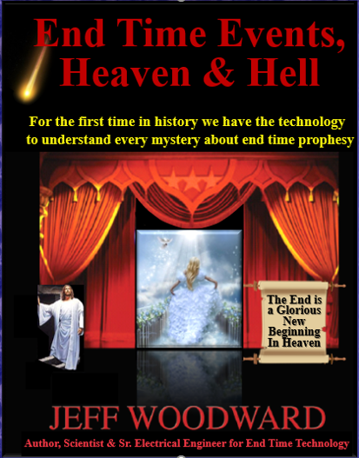 End Time Events,
Heaven & Hell
For the first time in history we have the technology
to understand every mystery about end time prophesy
The End is
a Glorious
New
Beginning
In Heaven
JEFF WOODWARD
Author, Scientist & Sr. Electrical Engineer for End Time Technology